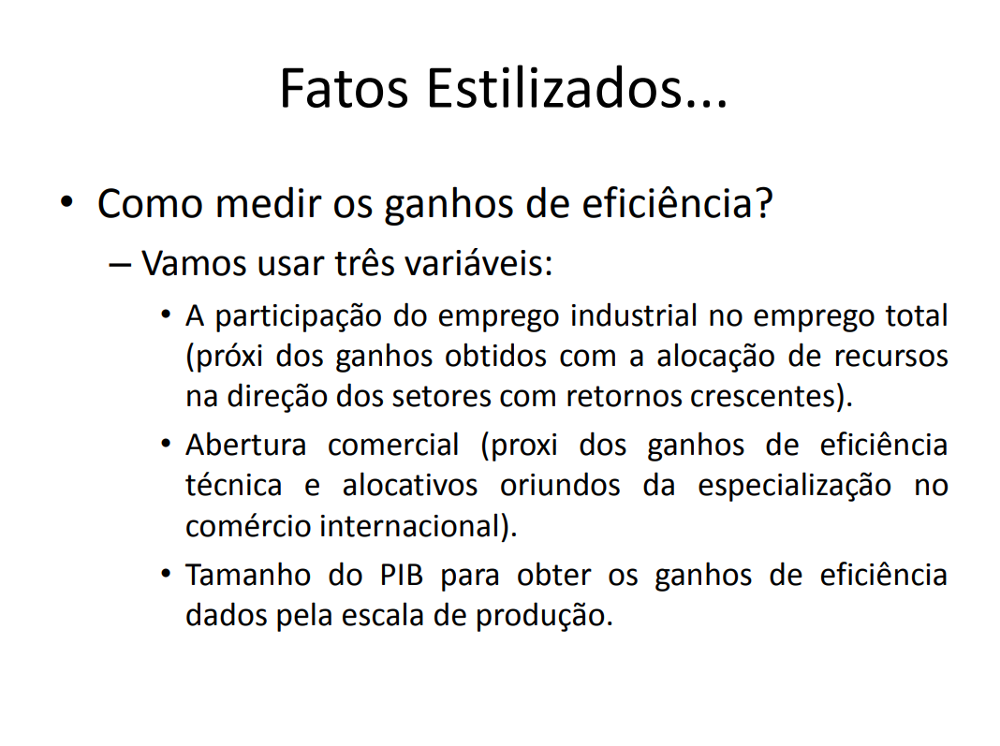 Fatos Estilizados...
• Como medir os ganhos de eficiência?
– Vamos usar três variáveis:
• A participação do emprego industrial no emprego total
(próxi dos ganhos obtidos com a alocação de recursos
na direção dos setores com retornos crescentes).
• Abertura comercial (proxi dos ganhos de eficiência
técnica e alocativos oriundos da especialização no
comércio internacional).
• Tamanho do PIB para obter os ganhos de eficiência
dados pela escala de produção.